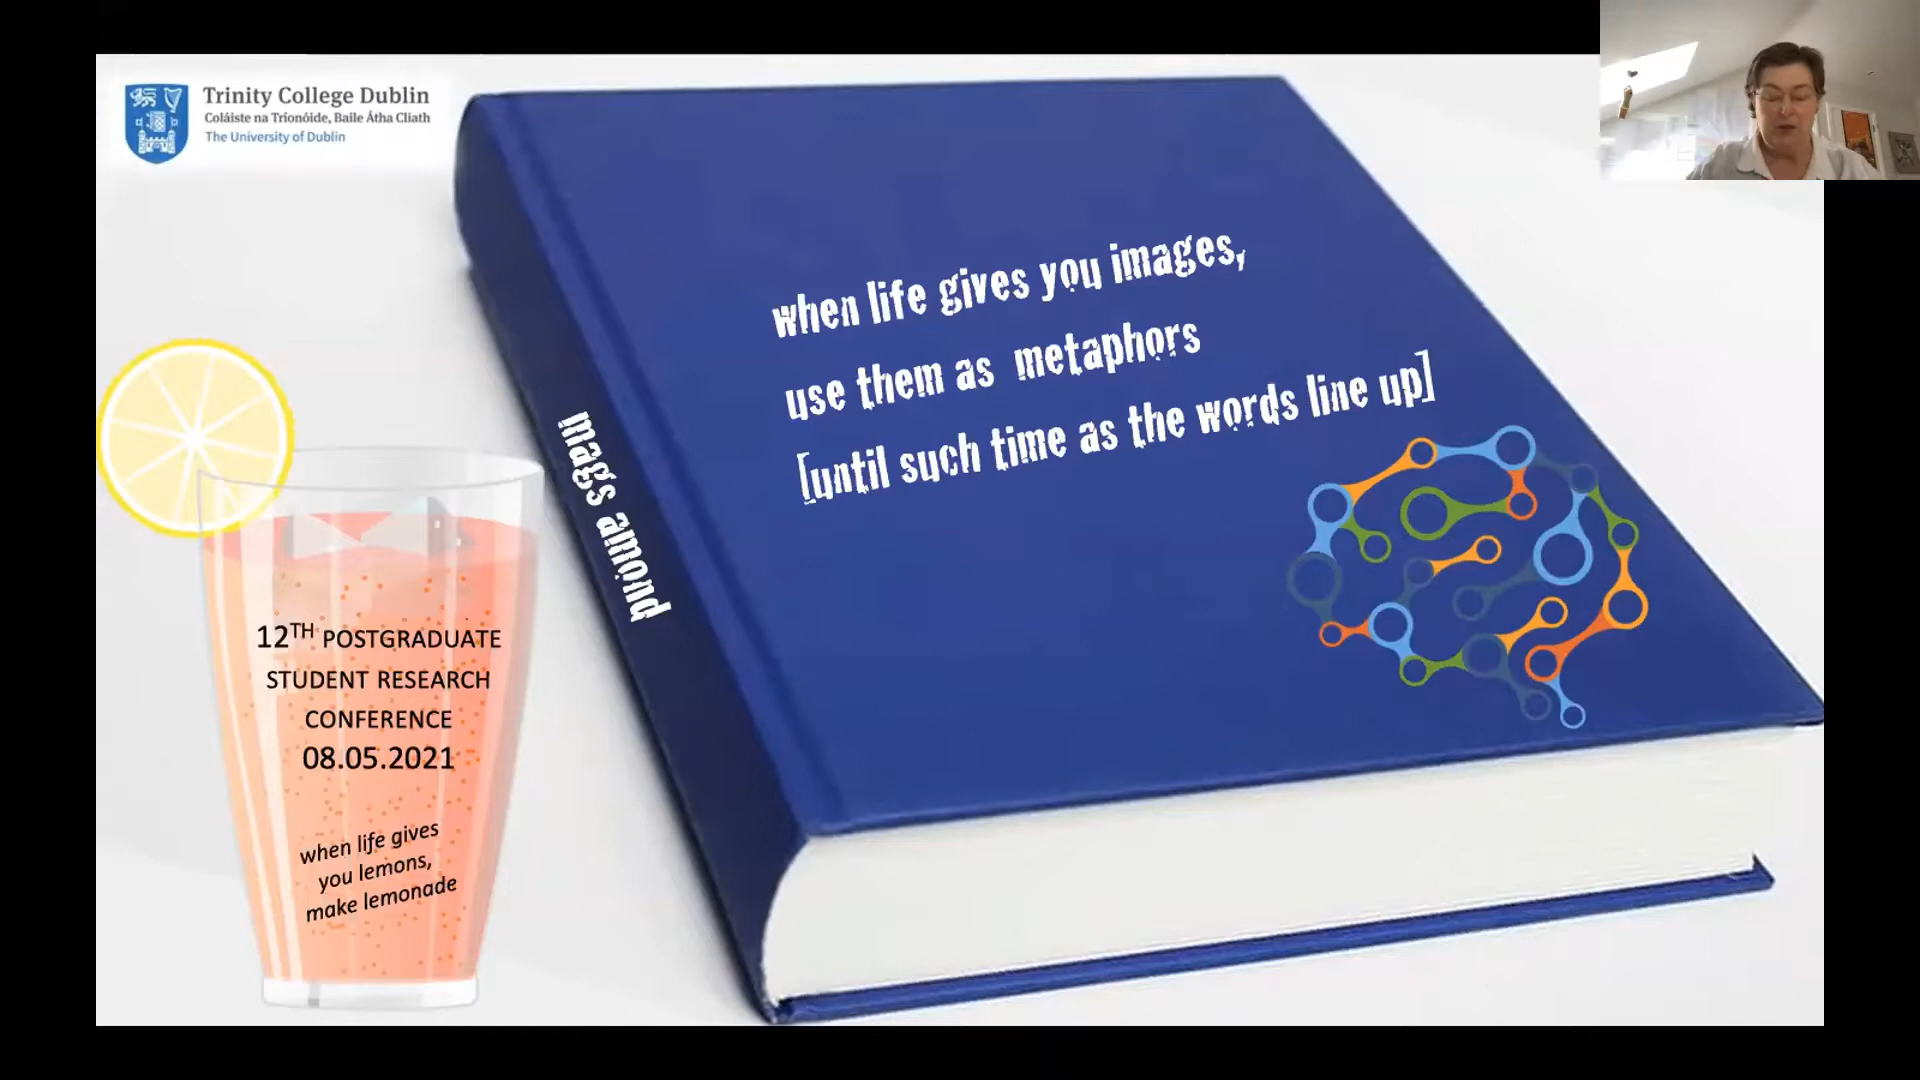 Trinity College Dublin
Coláiste na Tríonóide, Baile Átha Cliath
The University of Dublin
when life gives you images,
use them as metaphors
[until such time as the words line up]
maggs amond
12TH POSTGRADUATE
STUDENT RESEARCH
CONFERENCE
08.05.2021
when life gives
you lemons,
make lemonade